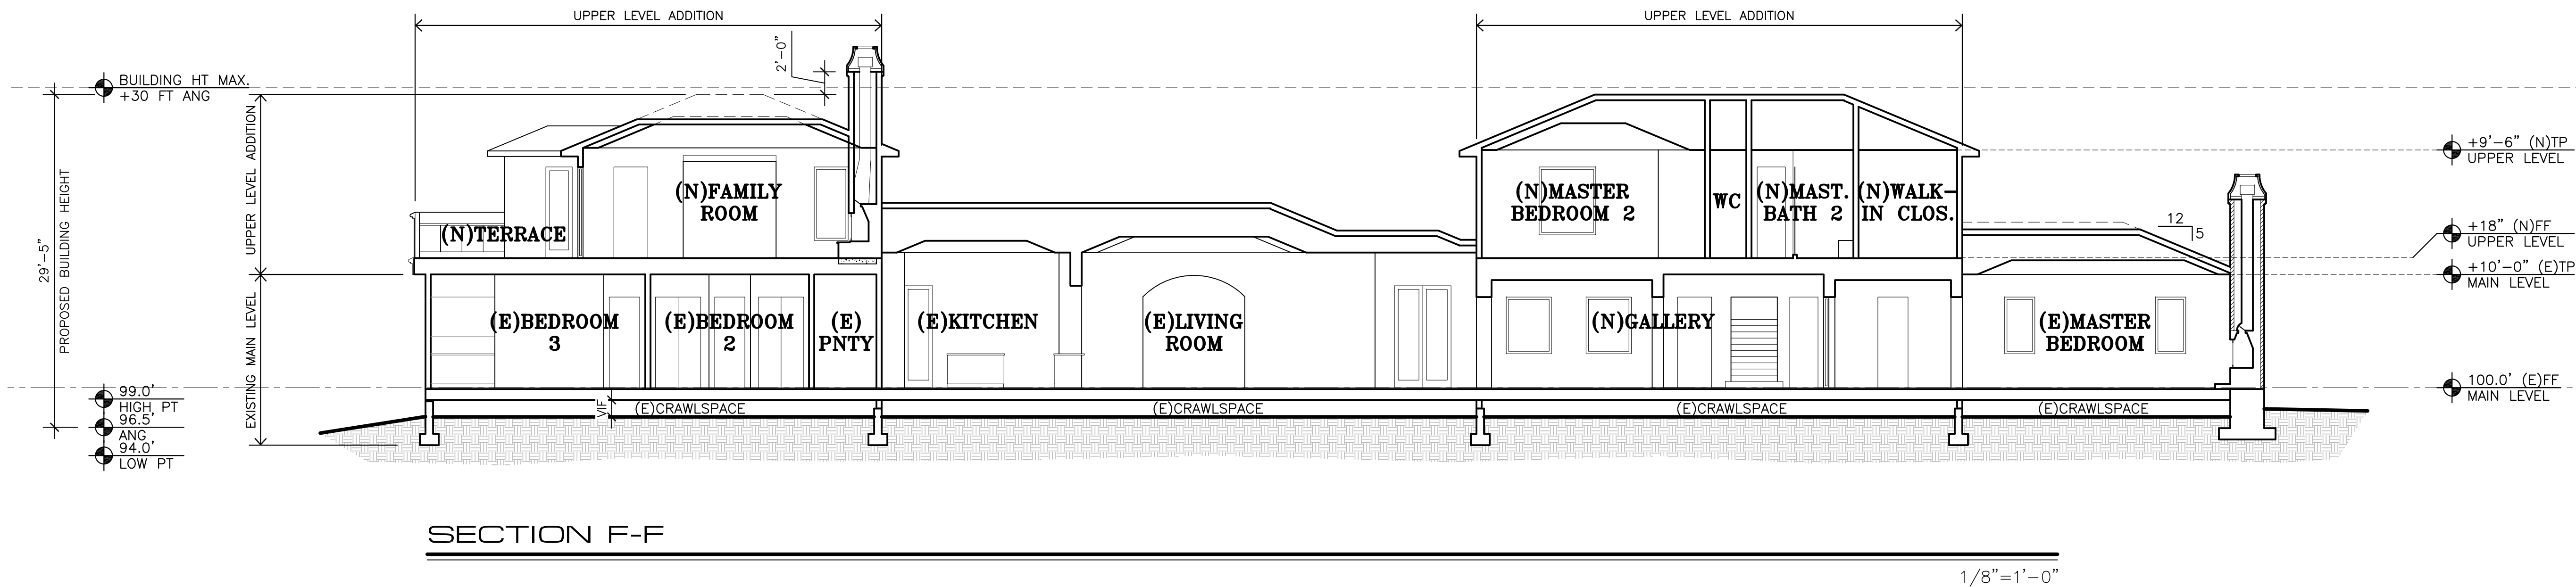 UPPER LEVEL ADDITION
UPPER LEVEL ADDITION
2'-0"
BUILDING HT MAX.
+30 FT ANG
29'-5"
PROPOSED BUILDING HEIGHT
UPPER LEVEL ADDITION
EXISTING MAIN LEVEL
(N)FAMILY
ROOM
(N)TERRACE
(N)MASTER
BEDROOM 2
WC
(N)MAST.
BATH 2
(N)WALK-
IN CLOS.
12
5
+9'-6" (N)TP
UPPER LEVEL
+18" (N)FF
UPPER LEVEL
+10'-0" (E)TP
MAIN LEVEL
(E)BEDROOM
3
(E)BEDROOM
2
(E)
PNTY
(E)KITCHEN
(E)LIVING
ROOM
(N)GALLERY
(E)MASTER
BEDROOM
100.0' (E)FF
MAIN LEVEL
99.0'
HIGH PT
96.5'
ANG
94.0'
LOW PT
VIF
(E)CRAWLSPACE
(E)CRAWLSPACE
(E)CRAWLSPACE
(E)CRAWLSPACE
SECTION F-F
1/8"=1'-0"